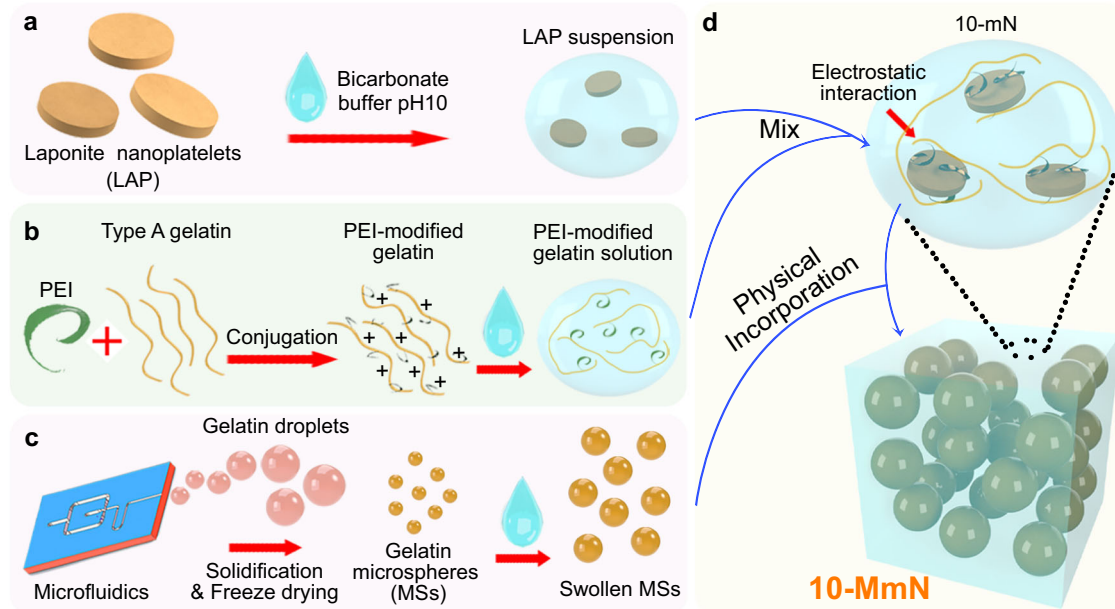 a
Laponite nanoplatelets
(LAP)
Bicarbonate
buffer pH10
LAP suspension
b
Type A gelatin
PEI
+
Conjugation
PEI-modified
gelatin
+ + + + + + + + +
PEI-modified
gelatin solution
c
Gelatin droplets
Microfluidics
Solidification
& Freeze drying
Gelatin
microspheres
(MSs)
Swollen MSs
d
10-mN
Electrostatic
interaction
Mix
Physical
Incorporation
10-MmN